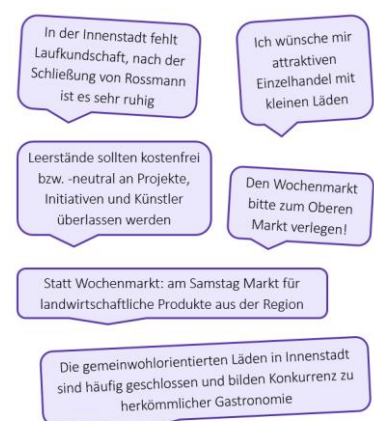 In der Innenstadt fehlt
Laufkundschaft, nach der
Schließung von Rossmann
ist es sehr ruhig
Ich wünsche mir
attraktiven
Einzelhandel mit
kleinen Läden
Leerstände sollten kostenfrei
bzw. -neutral an Projekte,
Initiativen und Künstler
überlassen werden
Den Wochenmarkt
bitte zum Oberen
Markt verlegen!
Statt Wochenmarkt: am Samstag Markt für
landwirtschaftliche Produkte aus der Region
Die gemeinwohlorientierten Läden in Innenstadt
sind häufig geschlossen und bilden Konkurrenz zu
herkömmlicher Gastronomie